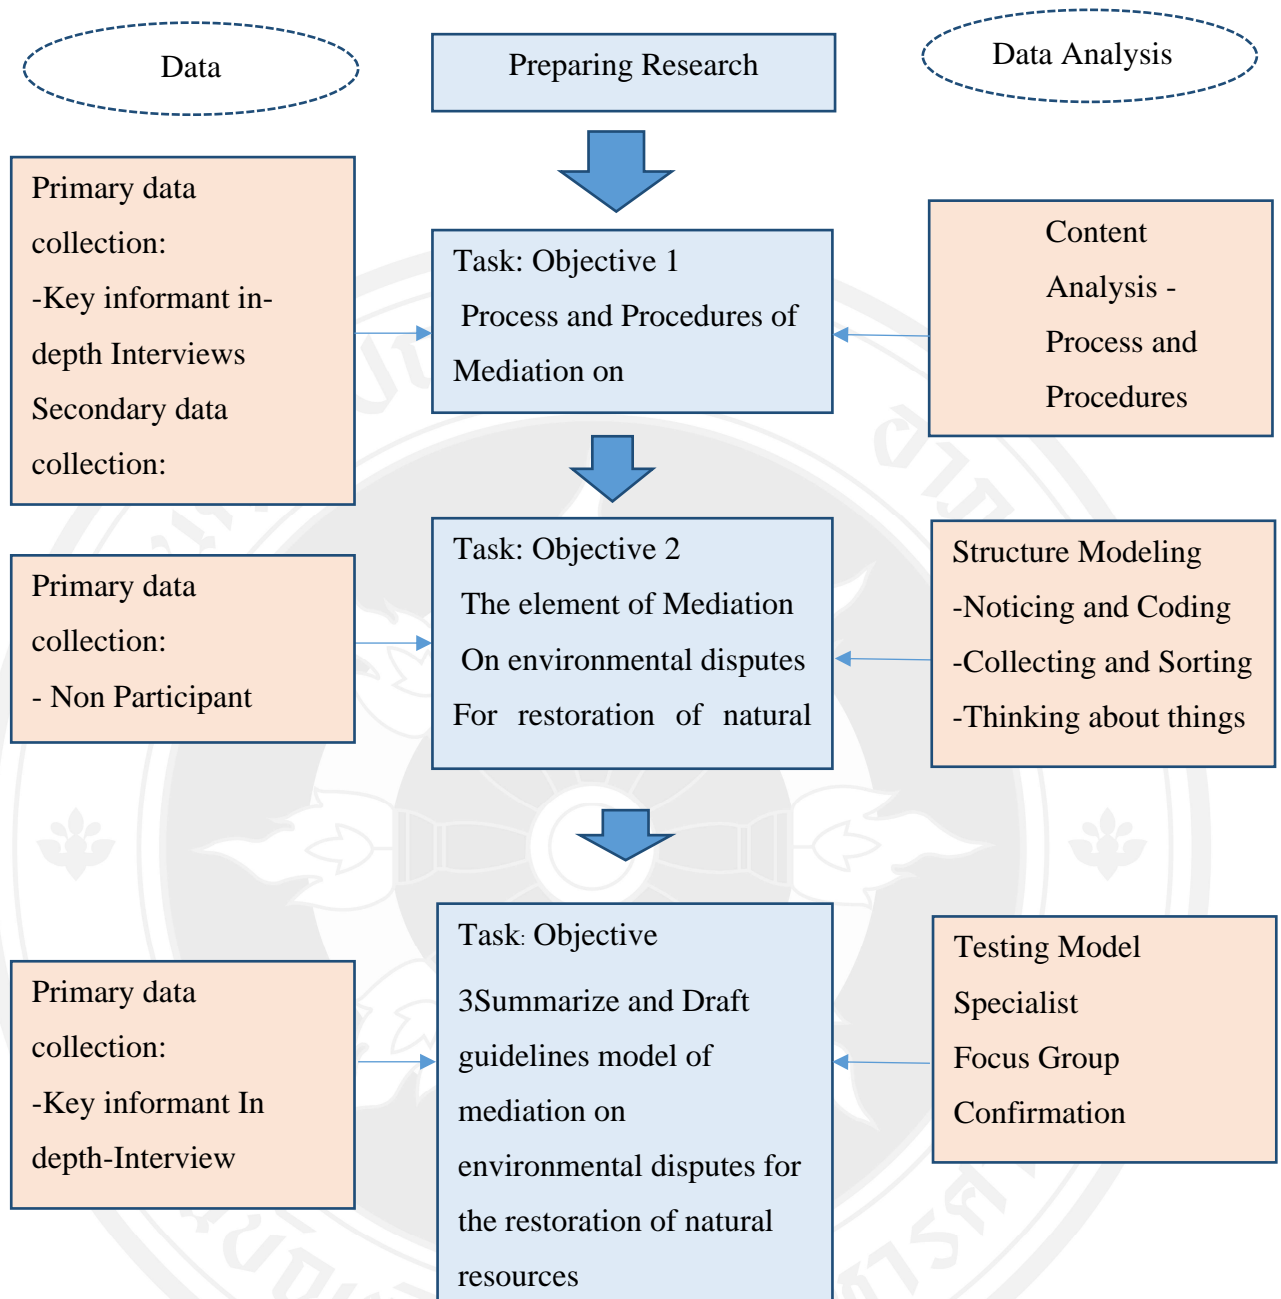 Data
Preparing Research
Data Analysis
Primary data
collection:
-Key informant in-
depth Interviews
Secondary data
collection:
Task: Objective 1
Process and Procedures of
Mediation on
Content
Analysis -
Process and
Procedures
Primary data
collection:
- Non Participant
Task: Objective 2
The element of Mediation
On environmental disputes
For restoration of natural
Structure Modeling
-Noticing and Coding
-Collecting and Sorting
-Thinking about things
Primary data
collection:
-Key informant In
depth-Interview
Task: Objective
3Summarize and Draft
guidelines model of
mediation on
environmental disputes for
the restoration of natural
resources
Testing Model
Specialist
Focus Group
Confirmation